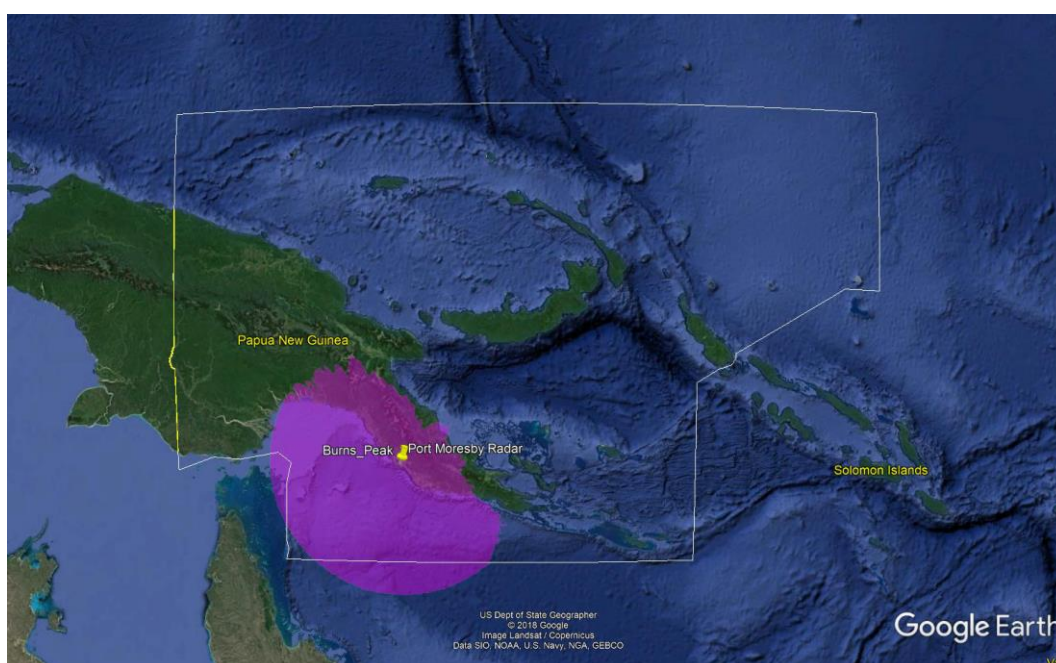 Papua New Guinea
Burns_Peak
Port Moresby Radar
Solomon Islands
US Dept of State Geographer
© 2018 Google
Image Landsat / Copernicus
Data SIO, NOAA, U.S. Navy, NGA, GEBCO
Google Earth